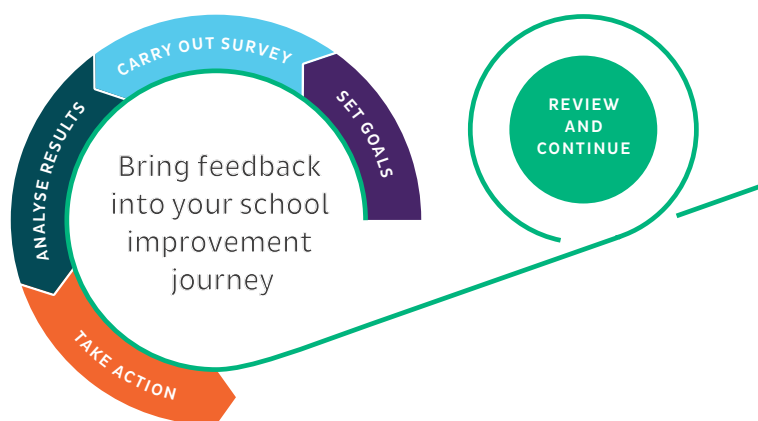 SET GOALS
CARRY OUT SURVEY
ANALYSE RESULTS
TAKE ACTION
Bring feedback
into your school
improvement
journey
REVIEW
AND
CONTINUE